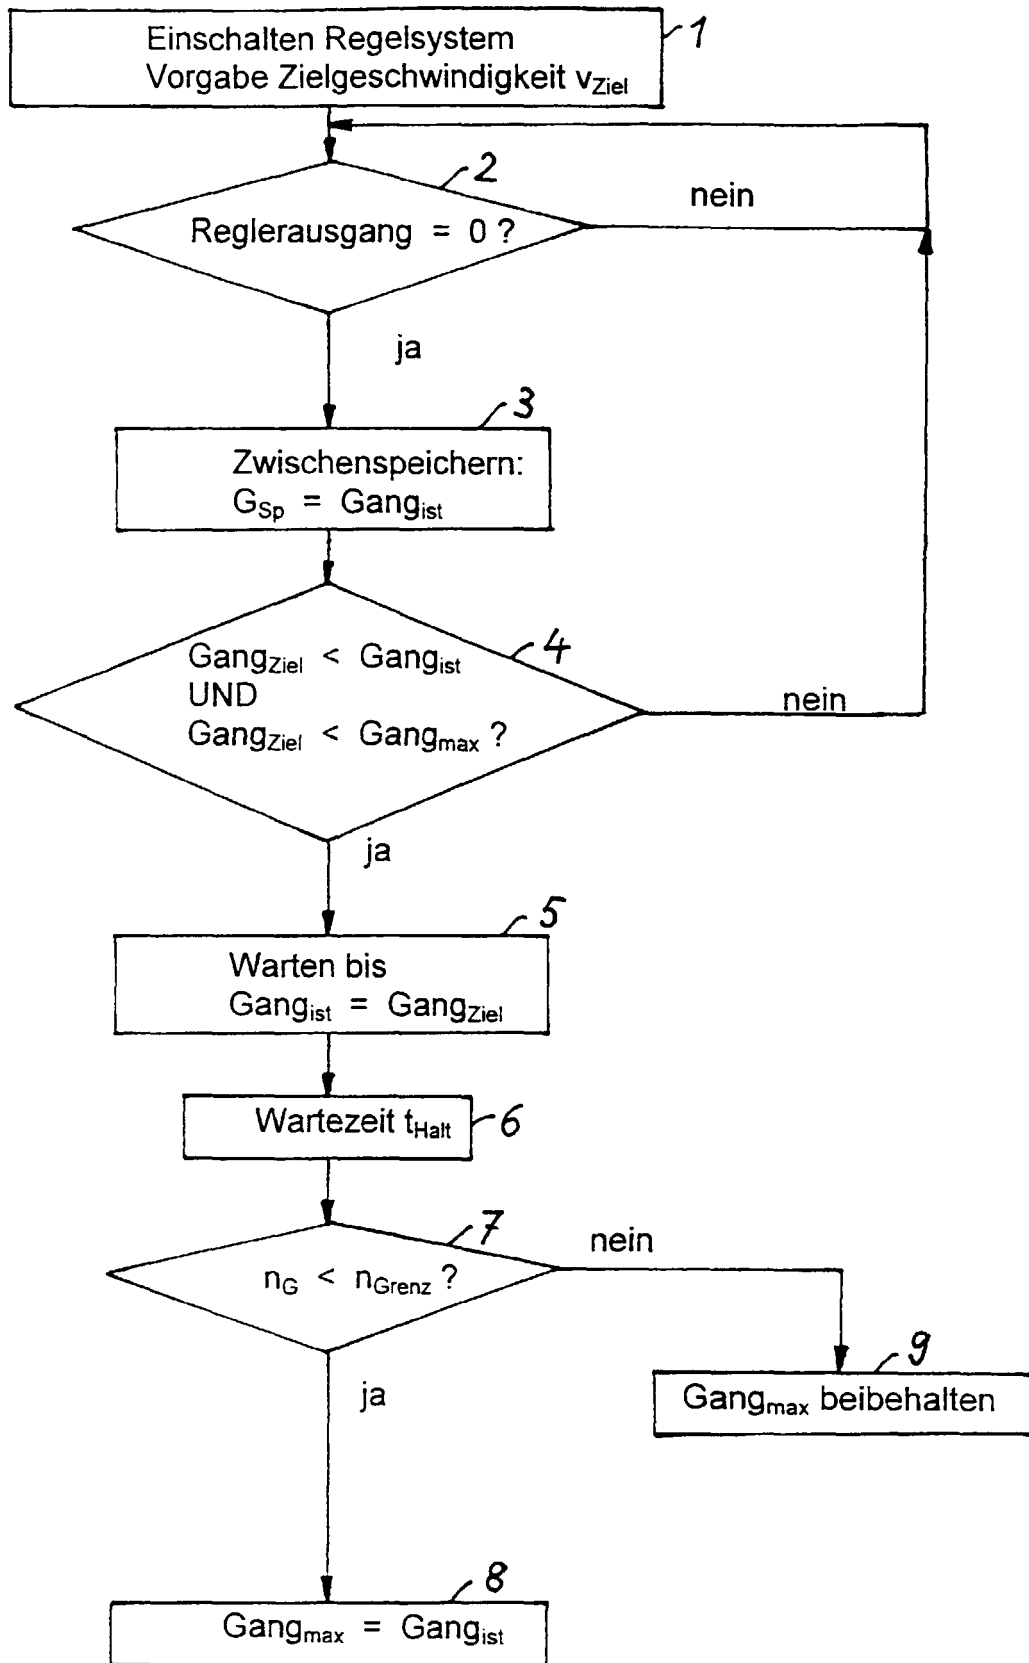 Einschalten Regelsystem
Vorgabe Zielgeschwindigkeit vZiel
1
2
nein
Reglerausgang = 0 ?
ja
3
Zwischenspeichern:
GSp = Gangist
4
GangZiel < Gangist
UND
GangZiel < Gangmax ?
nein
ja
5
Warten bis
Gangist = GangZiel
Wartezeit tHalt
6
7
nein
nG < nGrenz ?
ja
9
Gangmax beibehalten
8
Gangmax = Gangist